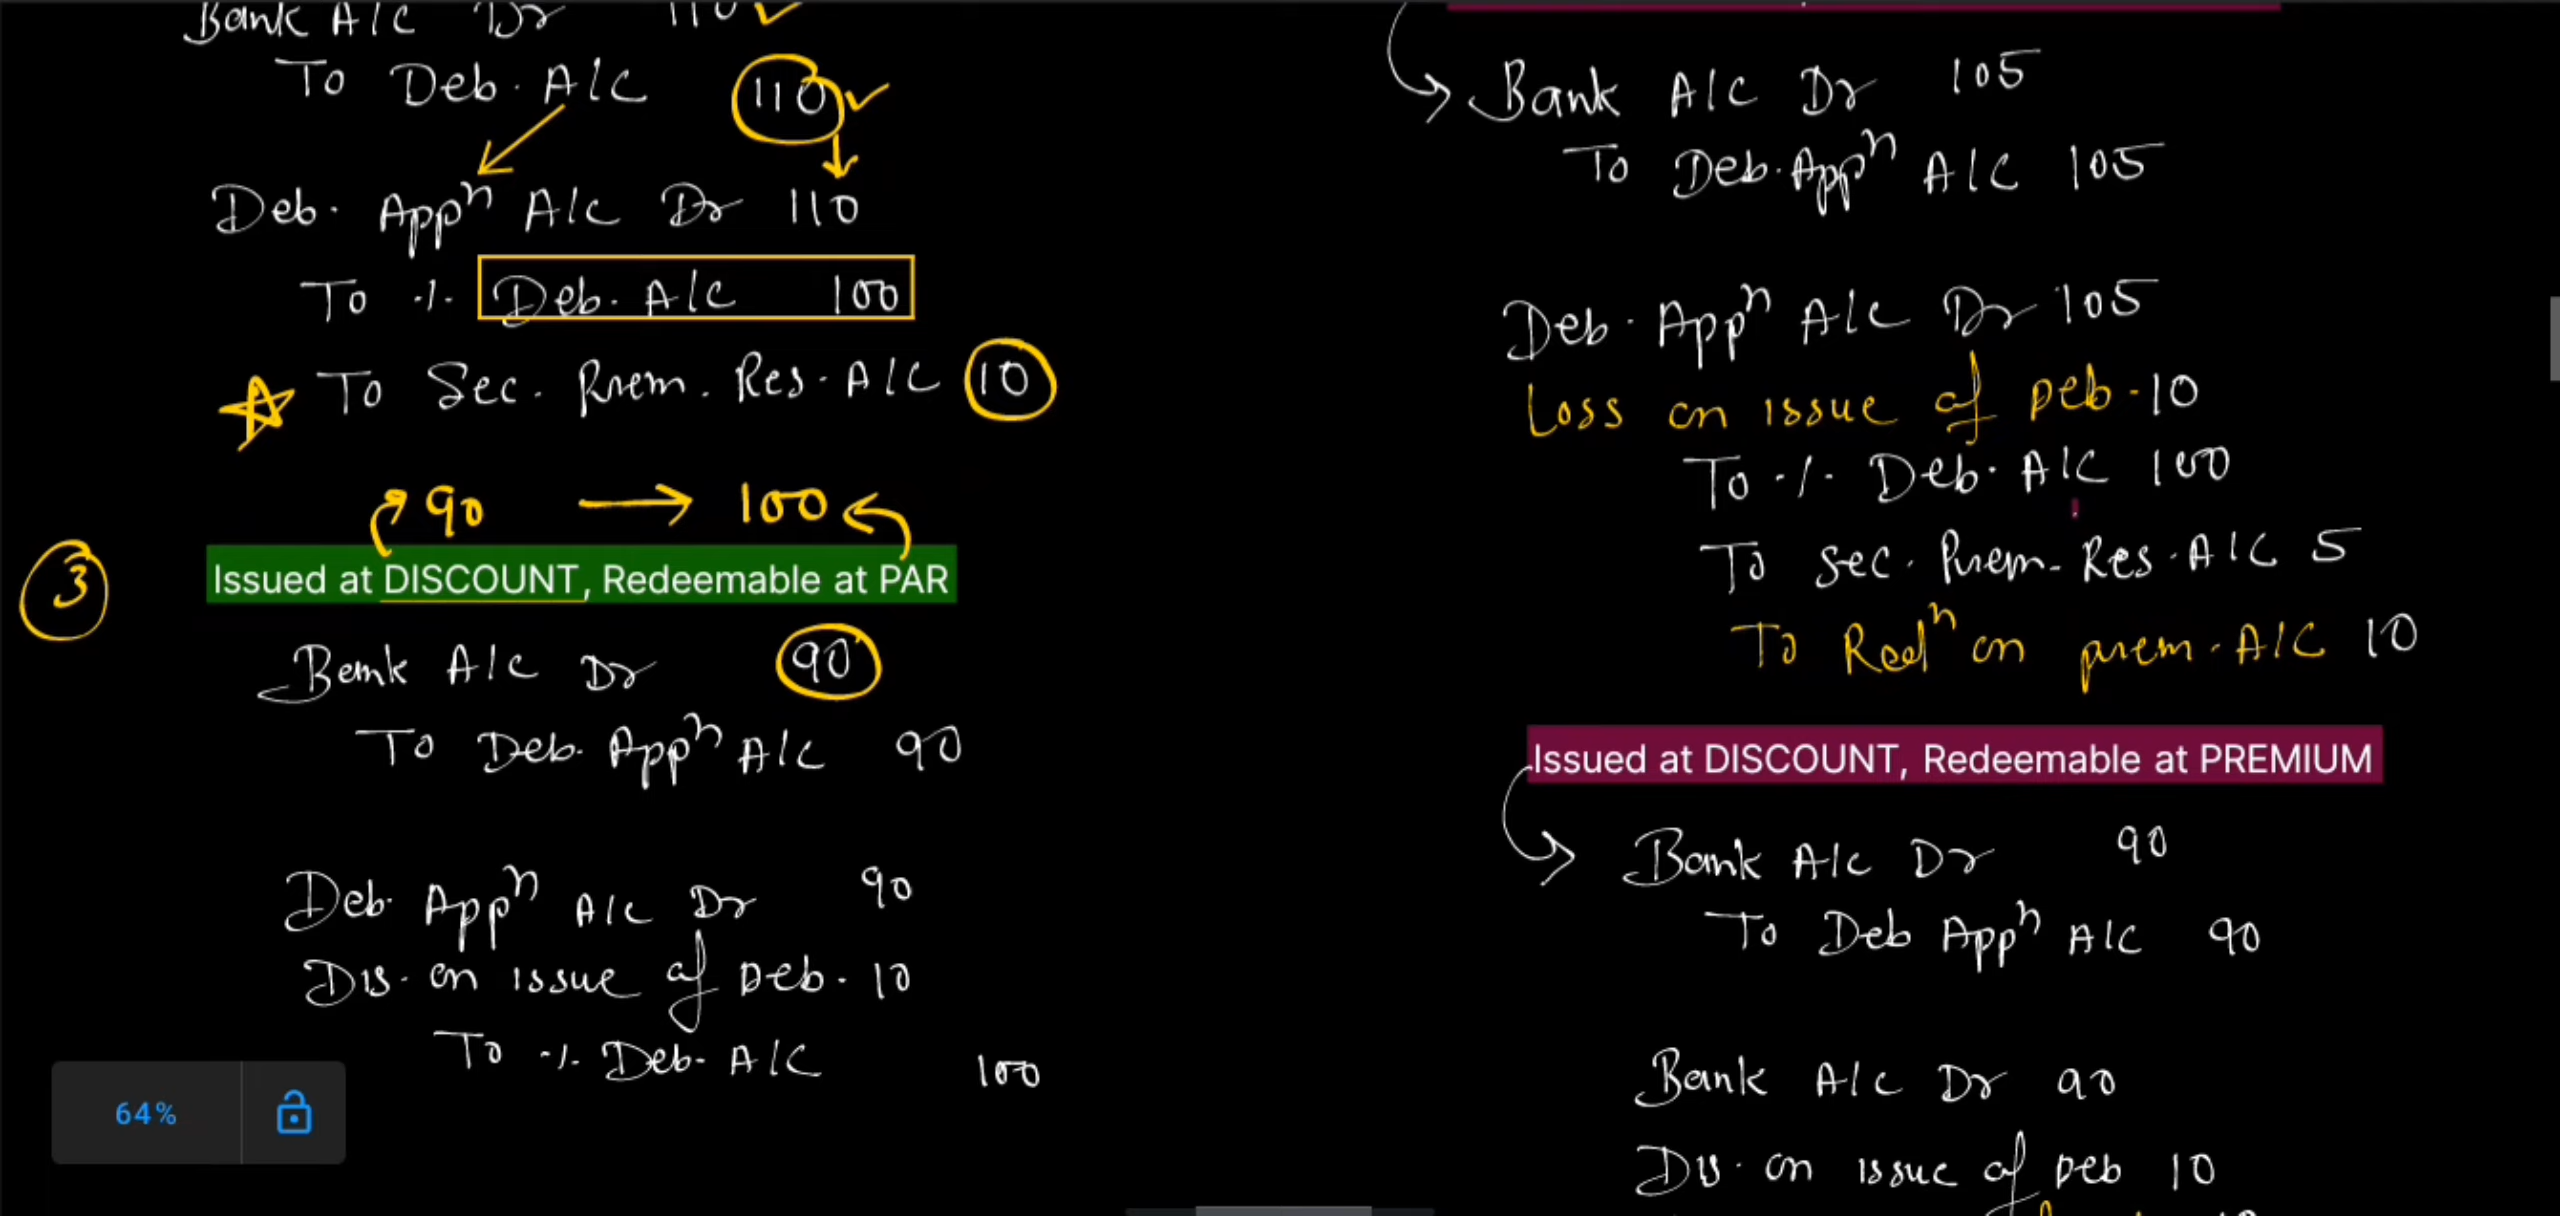 Bank A/C Dr 110
To Deb. A/C 110
Deb. Appⁿ A/C Dr 110
To ./. Deb. A/C 100
To Sec. Prem. Res. A/C 10
90 → 100
3
Issued at DISCOUNT, Redeemable at PAR
Bank A/C Dr 90
To Deb. Appⁿ A/C 90
Deb. Appⁿ A/C Dr 90
Dis. on issue of Deb. 10
To ./. Deb. A/C 100
64%
Bank A/C Dr 105
To Deb. Appⁿ A/C 105
Deb. Appⁿ A/C Dr 105
Loss on issue of Deb. 10
To ./. Deb. A/C 100
To Sec. Prem. Res. A/C 5
To Redⁿ on prem. A/C 10
Issued at DISCOUNT, Redeemable at PREMIUM
Bank A/C Dr 90
To Deb Appⁿ A/C 90
Bank A/C Dr 90
Dis. on issue of Deb 10